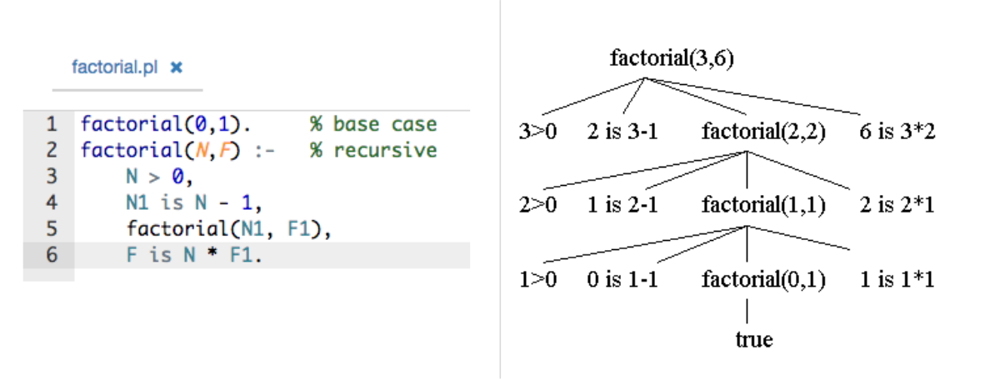 factorial.pl ×
1 factorial(0,1). % base case
2 factorial(N,F) :- % recursive
3 N > 0,
4 N1 is N - 1,
5 factorial(N1, F1),
6 F is N * F1.
factorial(3,6)
3>0 2 is 3-1 factorial(2,2) 6 is 3*2
2>0 1 is 2-1 factorial(1,1) 2 is 2*1
1>0 0 is 1-1 factorial(0,1) 1 is 1*1
true